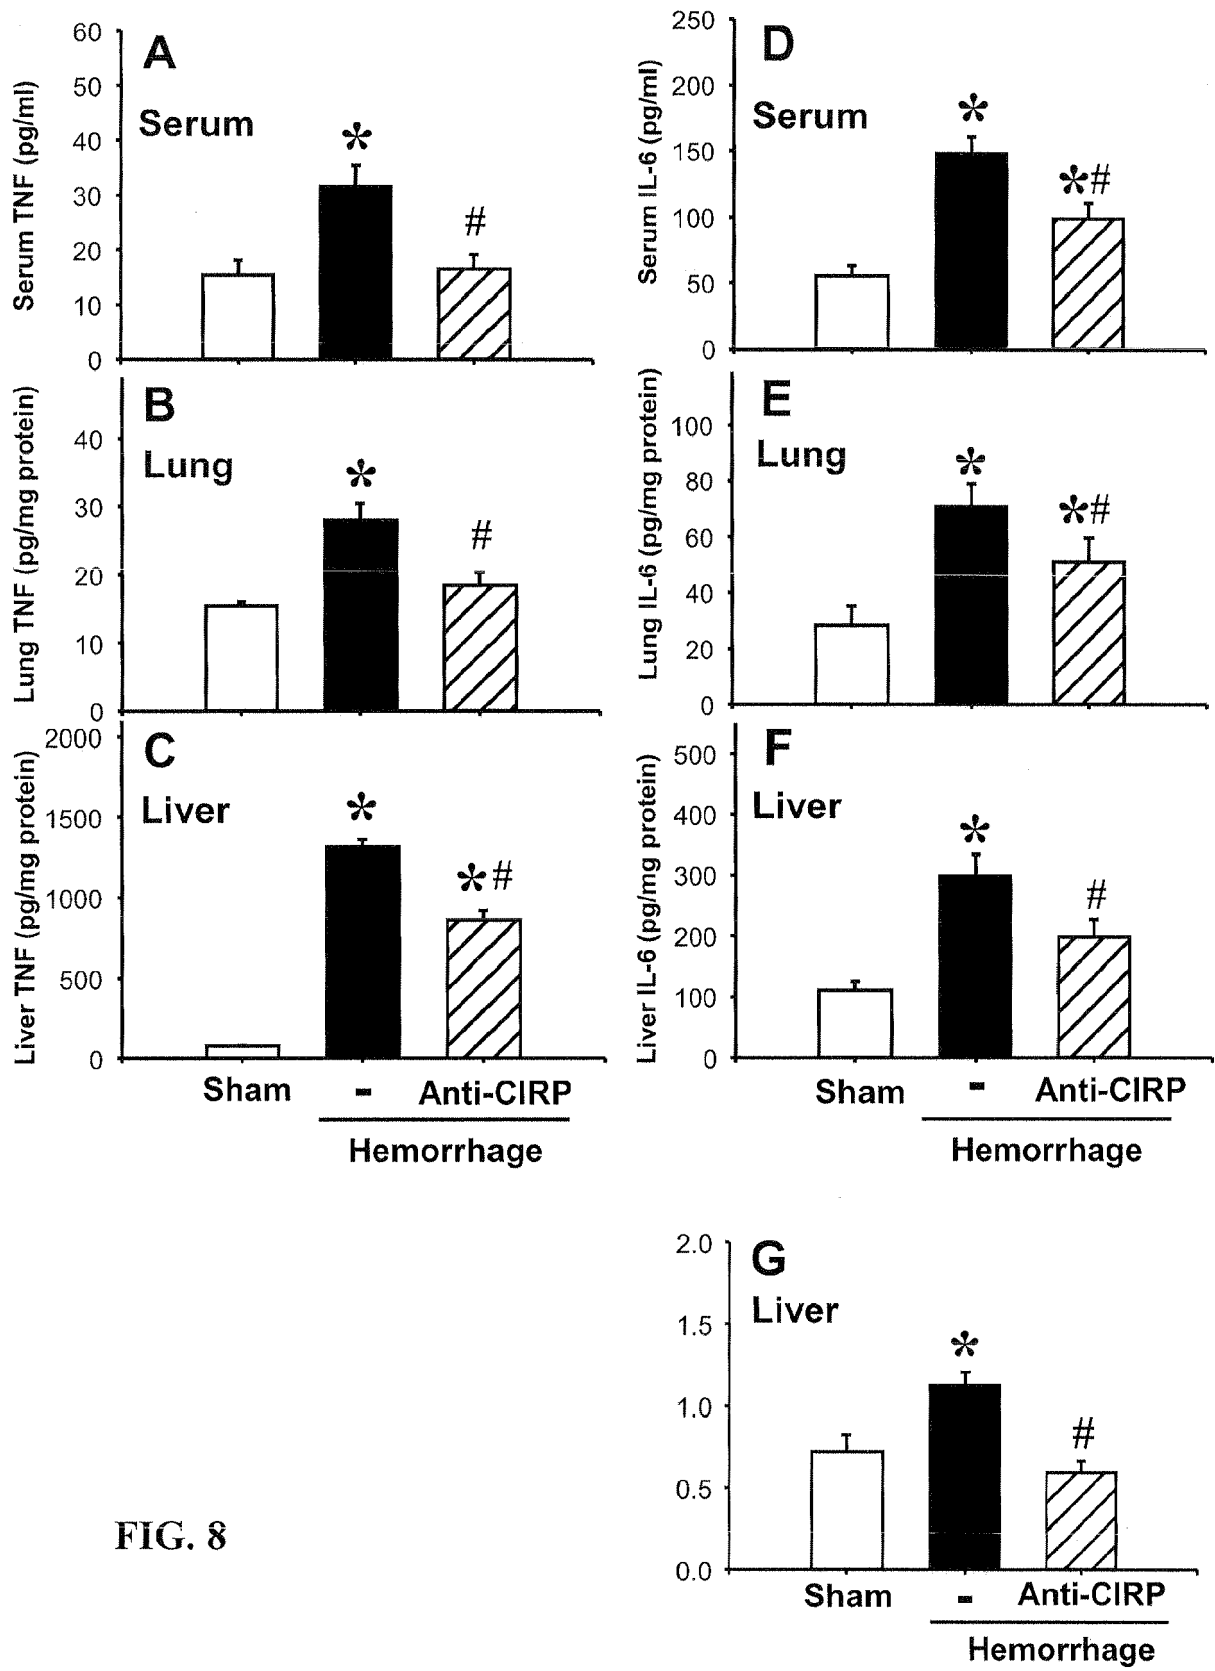 A
Serum
Serum TNF (pg/ml)
60
50
40
30
20
10
0
*
#
B
Lung
Lung TNF (pg/mg protein)
40
30
20
10
0
*
#
C
Liver
Liver TNF (pg/mg protein)
2000
1500
1000
500
0
*
*#
Sham
-
Anti-CIRP
Hemorrhage
D
Serum
Serum IL-6 (pg/ml)
250
200
150
100
50
0
*
*#
E
Lung
Lung IL-6 (pg/mg protein)
100
80
60
40
20
0
*
*#
F
Liver
Liver IL-6 (pg/mg protein)
500
400
300
200
100
0
*
#
Sham
-
Anti-CIRP
Hemorrhage
G
Liver
2.0
1.5
1.0
0.5
0.0
*
#
Sham
-
Anti-CIRP
Hemorrhage
FIG. 8